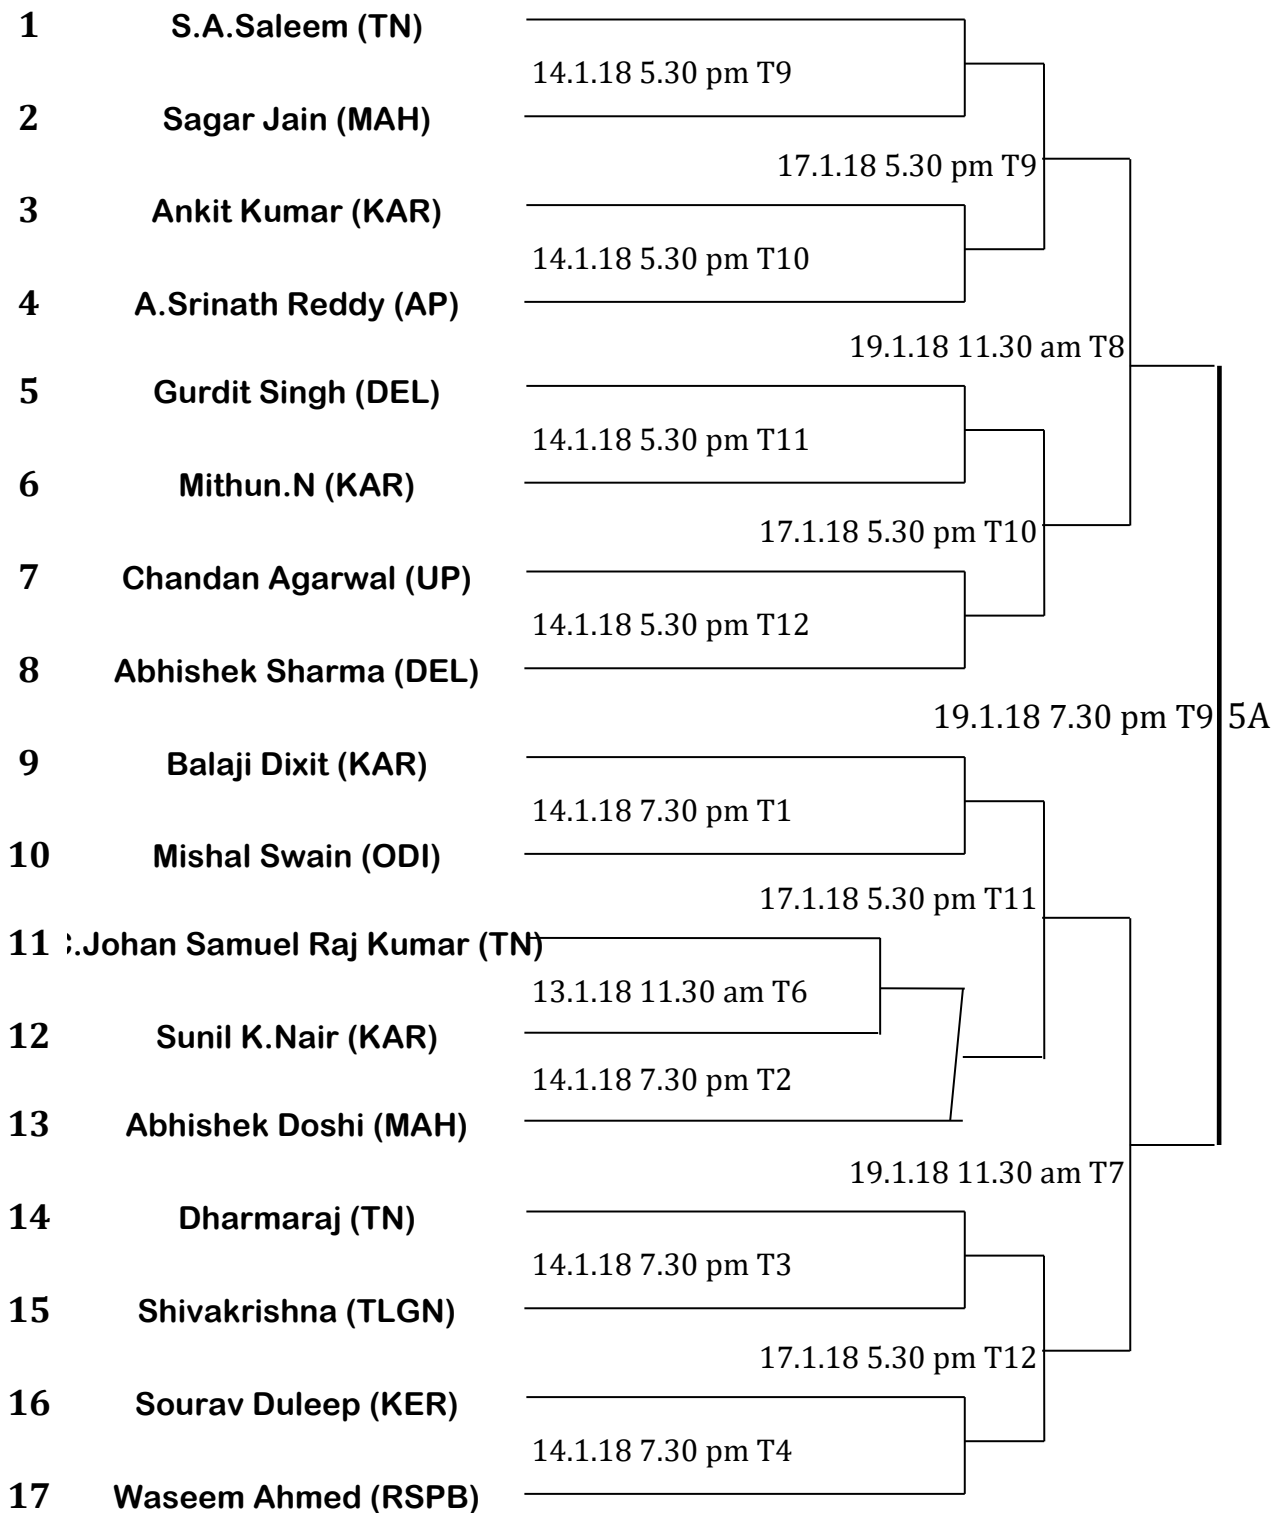 1 S.A.Saleem (TN)
14.1.18 5.30 pm T9
2 Sagar Jain (MAH)
17.1.18 5.30 pm T9
3 Ankit Kumar (KAR)
14.1.18 5.30 pm T10
4 A.Srinath Reddy (AP)
19.1.18 11.30 am T8
5 Gurdit Singh (DEL)
14.1.18 5.30 pm T11
6 Mithun.N (KAR)
17.1.18 5.30 pm T10
7 Chandan Agarwal (UP)
14.1.18 5.30 pm T12
8 Abhishek Sharma (DEL)
19.1.18 7.30 pm T9 5A
9 Balaji Dixit (KAR)
14.1.18 7.30 pm T1
10 Mishal Swain (ODI)
17.1.18 5.30 pm T11
11 .Johan Samuel Raj Kumar (TN)
13.1.18 11.30 am T6
12 Sunil K.Nair (KAR)
14.1.18 7.30 pm T2
13 Abhishek Doshi (MAH)
19.1.18 11.30 am T7
14 Dharmaraj (TN)
14.1.18 7.30 pm T3
15 Shivakrishna (TLGN)
17.1.18 5.30 pm T12
16 Sourav Duleep (KER)
14.1.18 7.30 pm T4
17 Waseem Ahmed (RSPB)